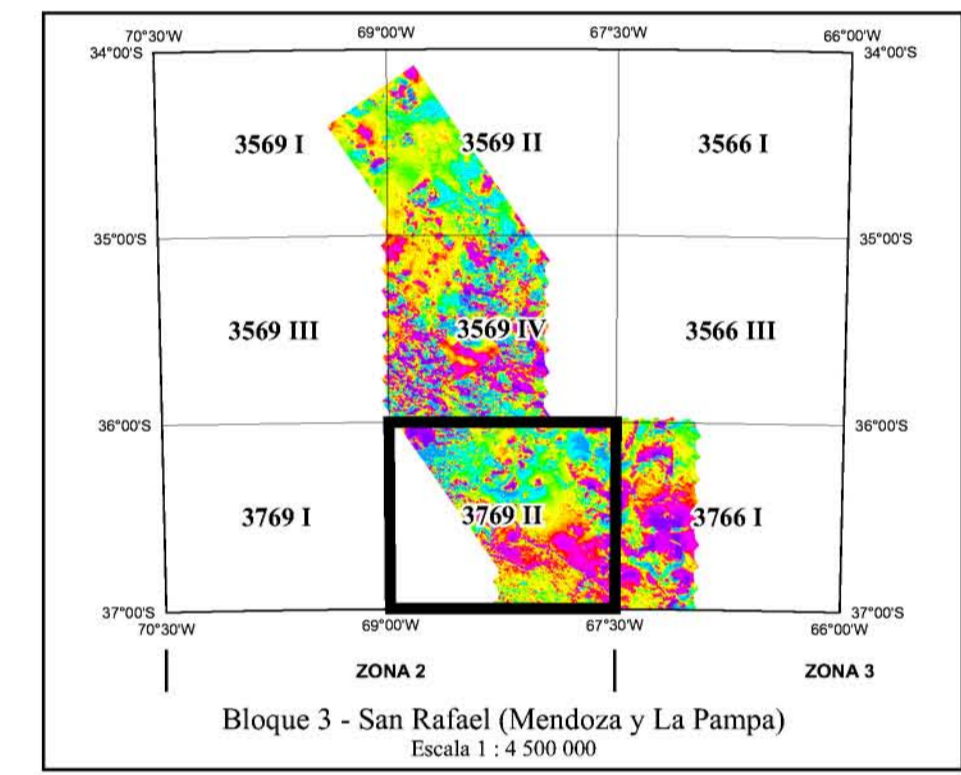 70°30'W 69°00'W 67°30'W 66°00'W
34°00'S 34°00'S
3569 I 3569 II 3566 I
35°00'S 35°00'S
3569 III 3569 IV 3566 III
36°00'S 36°00'S
3769 I 3769 II 3766 I
37°00'S 37°00'S
70°30'W 69°00'W 67°30'W 66°00'W
ZONA 2 ZONA 3
Bloque 3 - San Rafael (Mendoza y La Pampa)
Escala 1 : 4 500 000